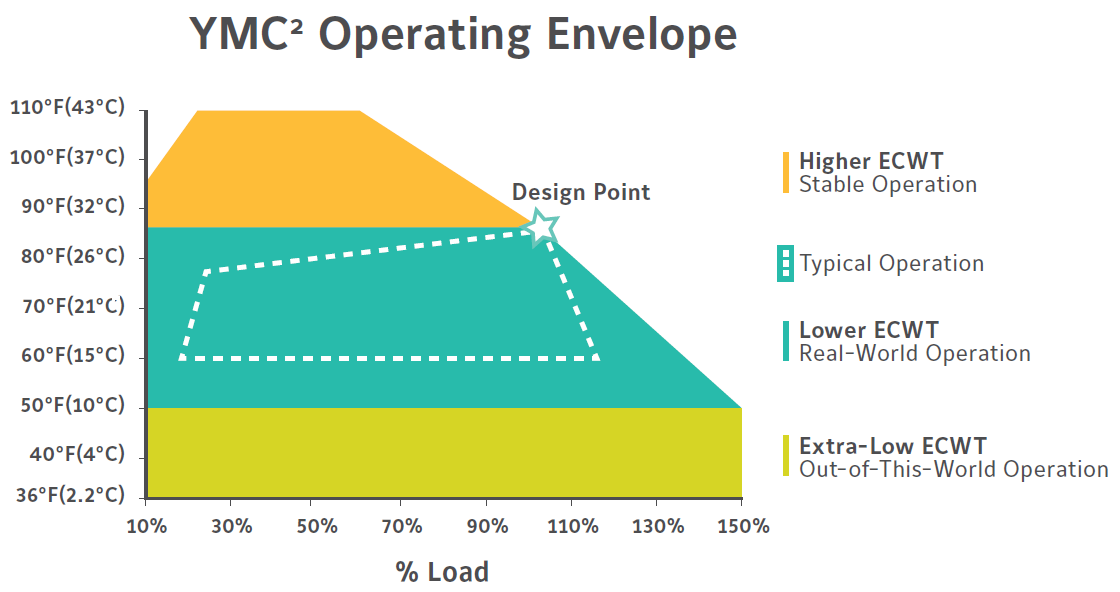 YMC² Operating Envelope
110°F(43°C)
100°F(37°C)
90°F(32°C)
80°F(26°C)
70°F(21°C)
60°F(15°C)
50°F(10°C)
40°F(4°C)
36°F(2.2°C)
10% 30% 50% 70% 90% 110% 130% 150%
% Load
Design Point
Higher ECWT
Stable Operation
Typical Operation
Lower ECWT
Real-World Operation
Extra-Low ECWT
Out-of-This-World Operation